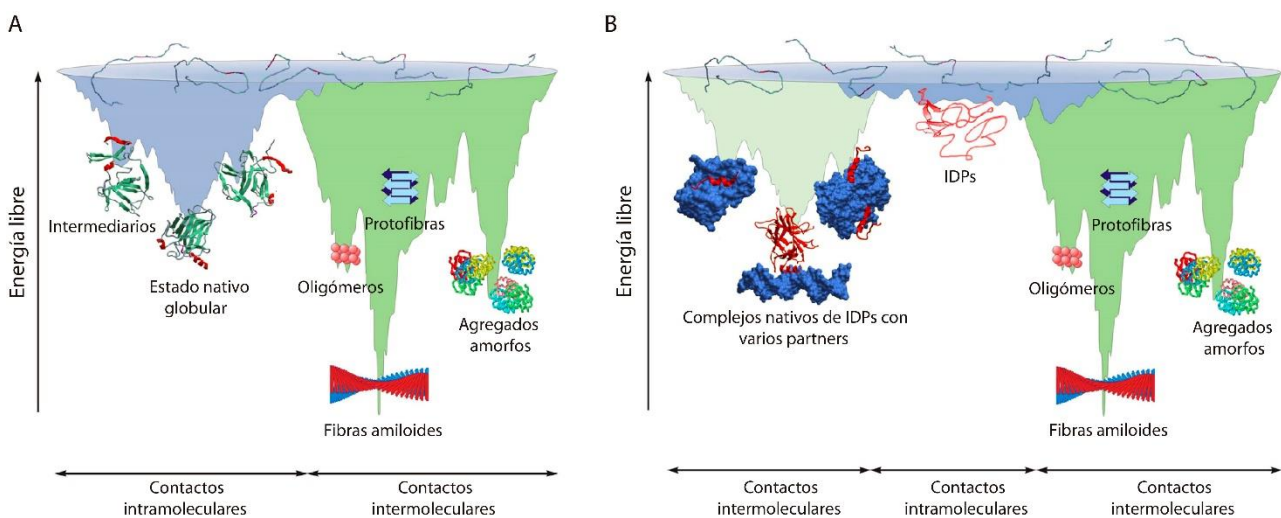 A
Energía libre
Intermediarios
Estado nativo
globular
Oligómeros
Protofibras
Agregados
amorfos
Fibras amiloides
Contactos
intramoleculares
Contactos
intermoleculares
B
Energía libre
IDPs
Complejos nativos de IDPs con
varios partners
Oligómeros
Protofibras
Agregados
amorfos
Fibras amiloides
Contactos
intermoleculares
Contactos
intramoleculares
Contactos
intermoleculares